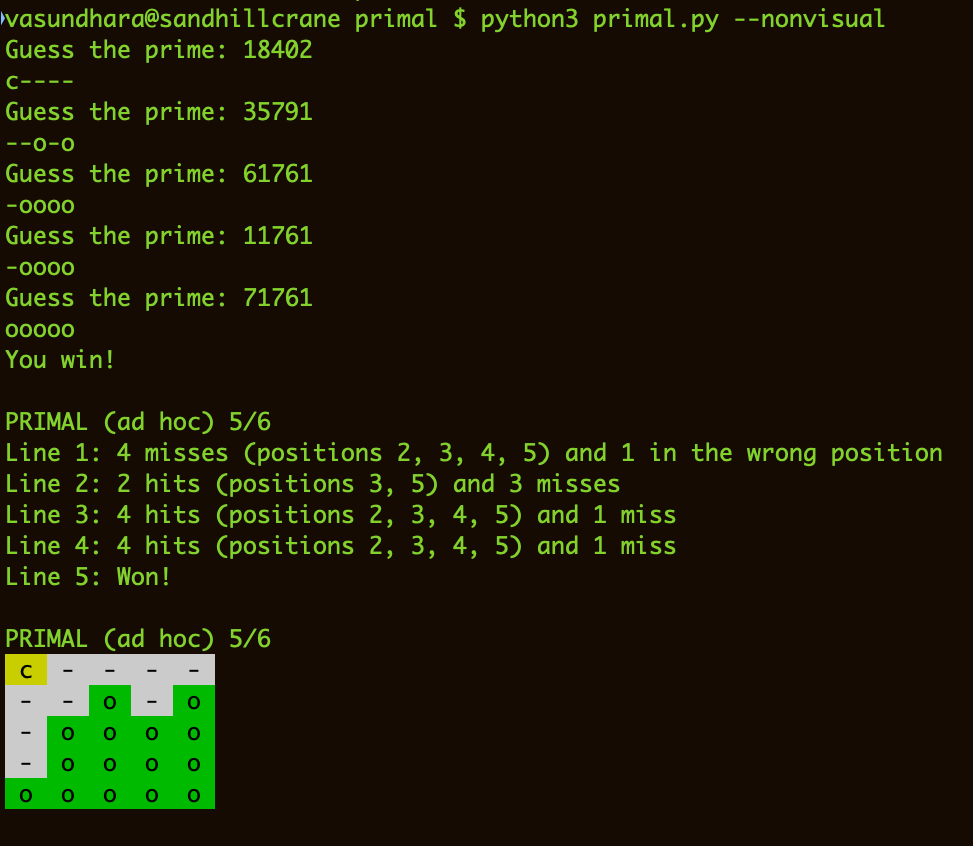 vasundhara@sandhillcrane primal $ python3 primal.py --nonvisual
Guess the prime: 18402
c----
Guess the prime: 35791
--o-o
Guess the prime: 61761
-oooo
Guess the prime: 11761
-oooo
Guess the prime: 71761
ooooo
You win!
PRIMAL (ad hoc) 5/6
Line 1: 4 misses (positions 2, 3, 4, 5) and 1 in the wrong position
Line 2: 2 hits (positions 3, 5) and 3 misses
Line 3: 4 hits (positions 2, 3, 4, 5) and 1 miss
Line 4: 4 hits (positions 2, 3, 4, 5) and 1 miss
Line 5: Won!
PRIMAL (ad hoc) 5/6
c - - - -
- - o - o
- o o o o
- o o o o
o o o o o